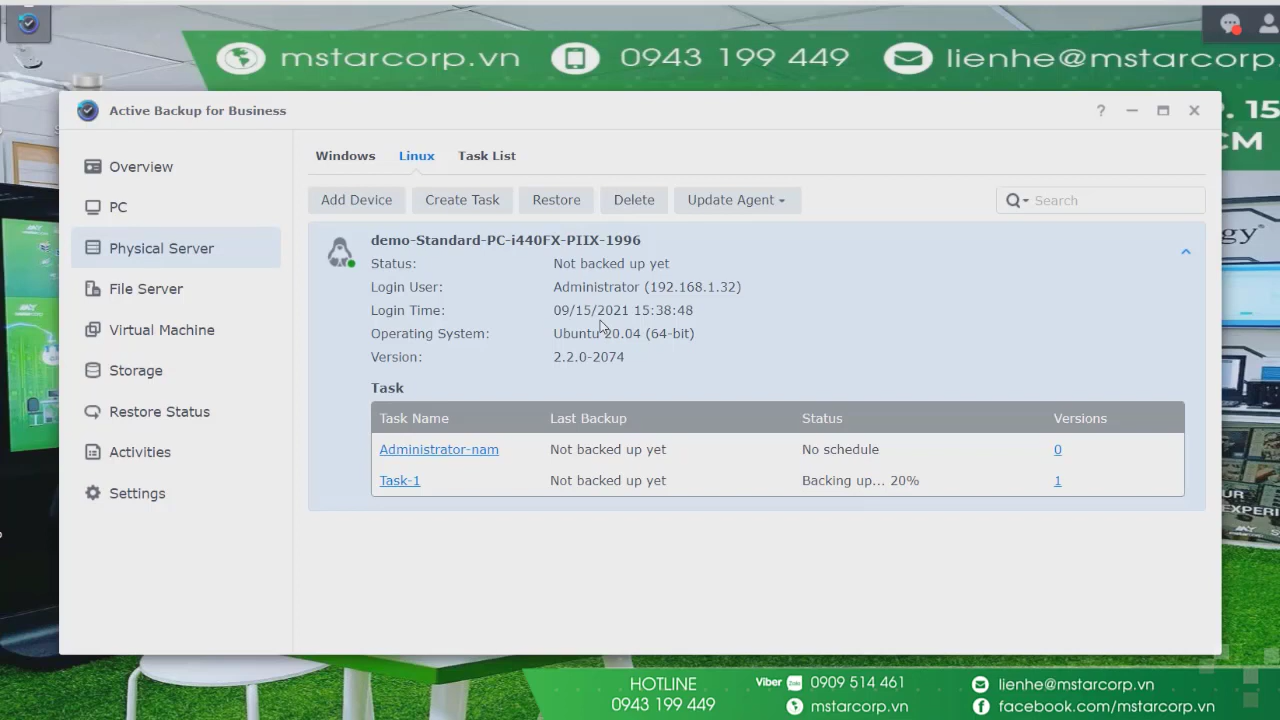 mstarcorp.vn 0943 199 449 lienhe@mstarcorp.
Active Backup for Business
?
. 15
CM
Overview
PC
Physical Server
File Server
Virtual Machine
Storage
Restore Status
Activities
Settings
Windows Linux Task List
Add Device Create Task Restore Delete Update Agent Search
demo-Standard-PC-i440FX-PIIX-1996
Status: Not backed up yet
Login User: Administrator (192.168.1.32)
Login Time: 09/15/2021 15:38:48
Operating System: Ubuntu 20.04 (64-bit)
Version: 2.2.0-2074
Task
Task Name Last Backup Status Versions
Administrator-nam Not backed up yet No schedule 0
Task-1 Not backed up yet Backing up... 20% 1
gy
UR
EXPERI
HOTLINE
0943 199 449
Viber Zalo 0909 514 461
mstarcorp.vn
lienhe@mstarcorp.vn
facebook.com/mstarcorp.vn